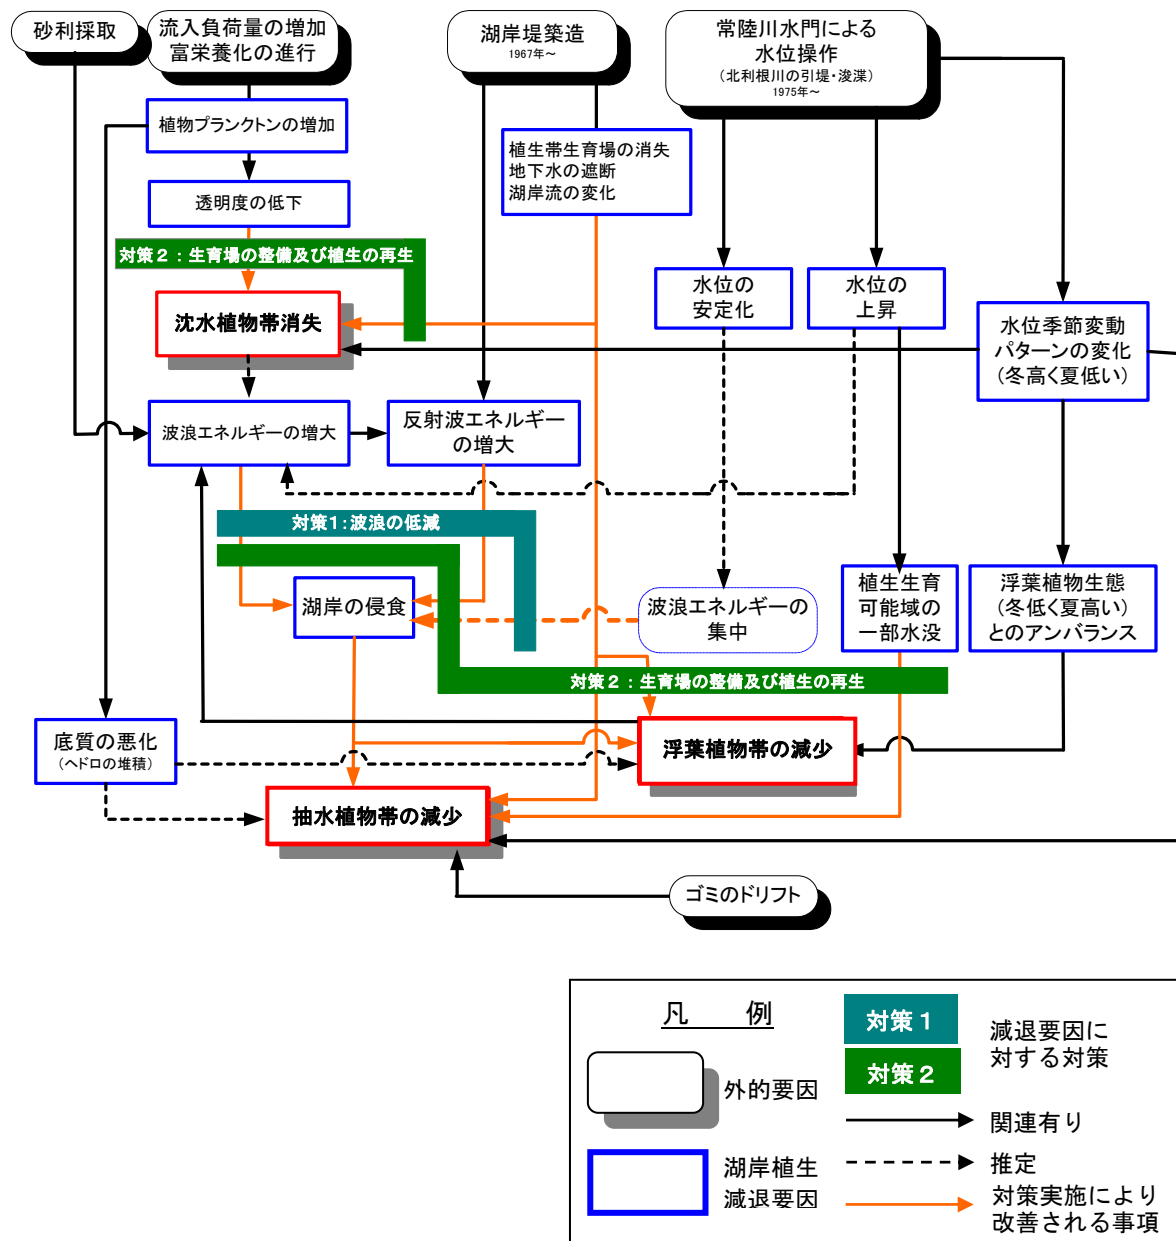 砂利採取
流入負荷量の増加
富栄養化の進行
湖岸堤築造
1967年～
常陸川水門による
水位操作
（北利根川の引堤・浚渫）
1975年～
植物プランクトンの増加
植生帯生育場の消失
地下水の遮断
湖岸流の変化
透明度の低下
対策２：生育場の整備及び植生の再生
水位の
安定化
水位の
上昇
沈水植物帯消失
水位季節変動
パターンの変化
（冬高く夏低い）
波浪エネルギーの増大
反射波エネルギー
の増大
対策1：波浪の低減
湖岸の侵食
波浪エネルギーの
集中
植生生育
可能域の
一部水没
浮葉植物生態
（冬低く夏高い）
とのアンバランス
対策２：生育場の整備及び植生の再生
底質の悪化
（ヘドロの堆積）
浮葉植物帯の減少
抽水植物帯の減少
ゴミのドリフト
凡　例
外的要因
湖岸植生
減退要因
対策１
対策２
減退要因に
対する対策
関連有り
推定
対策実施により
改善される事項